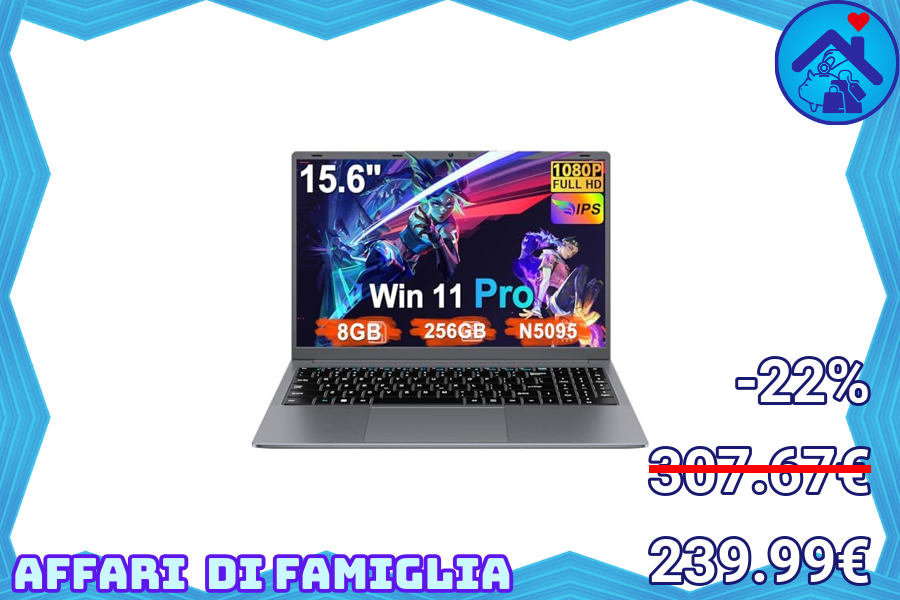 15.6"
1080P
FULL HD
IPS
Win 11 Pro
8GB 256GB N5095
-22%
307.67€
239.99€
AFFARI DI FAMIGLIA